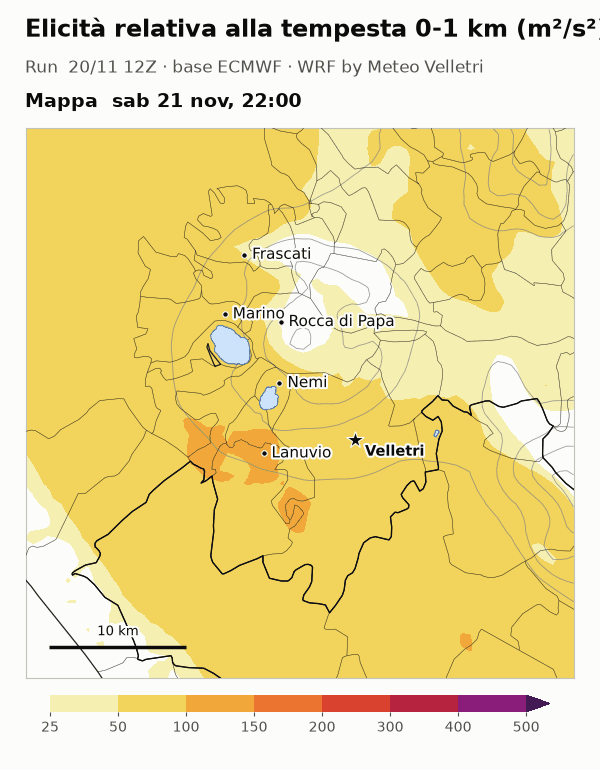 Elicità relativa alla tempesta 0-1 km (m²/s²)
Run  20/11 12Z · base ECMWF · WRF by Meteo Velletri
Mappa  sab 21 nov, 22:00
Frascati
Marino
Rocca di Papa
Nemi
Velletri
Lanuvio
10 km
25 50 100 150 200 300 400 500